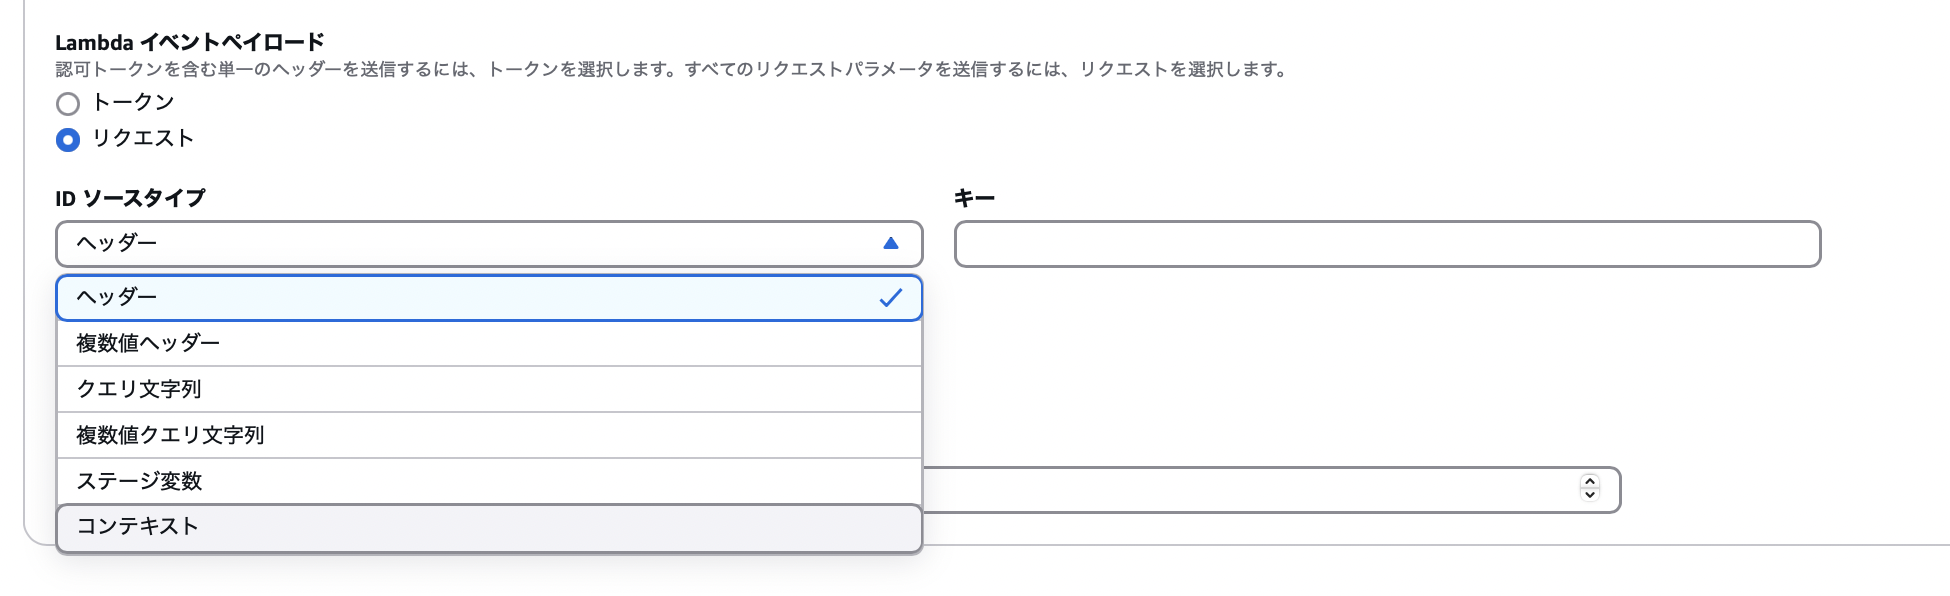 Lambda イベントペイロード
認可トークンを含む単一のヘッダーを送信するには、トークンを選択します。すべてのリクエストパラメータを送信するには、リクエストを選択します。
トークン
リクエスト
ID ソースタイプ
キー
ヘッダー
ヘッダー
複数値ヘッダー
クエリ文字列
複数値クエリ文字列
ステージ変数
コンテキスト